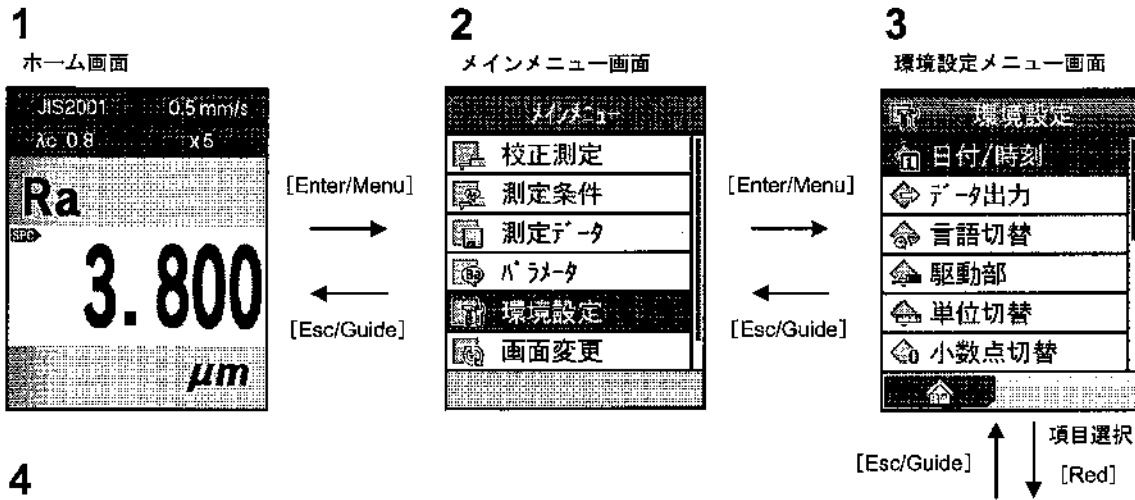 1
ホーム画面
JIS2001 0.5mm/s
λc 0.8 x5
Ra
SPC
3.800
μm
[Enter/Menu]
[Esc/Guide]
2
メインメニュー画面
メインメニュー
校正測定
測定条件
測定データ
パラメータ
環境設定
画面変更
[Enter/Menu]
[Esc/Guide]
3
環境設定メニュー画面
環境設定
日付/時刻
データ出力
言語切替
駆動部
単位切替
小数点切替
[Esc/Guide]
項目選択
[Red]
4